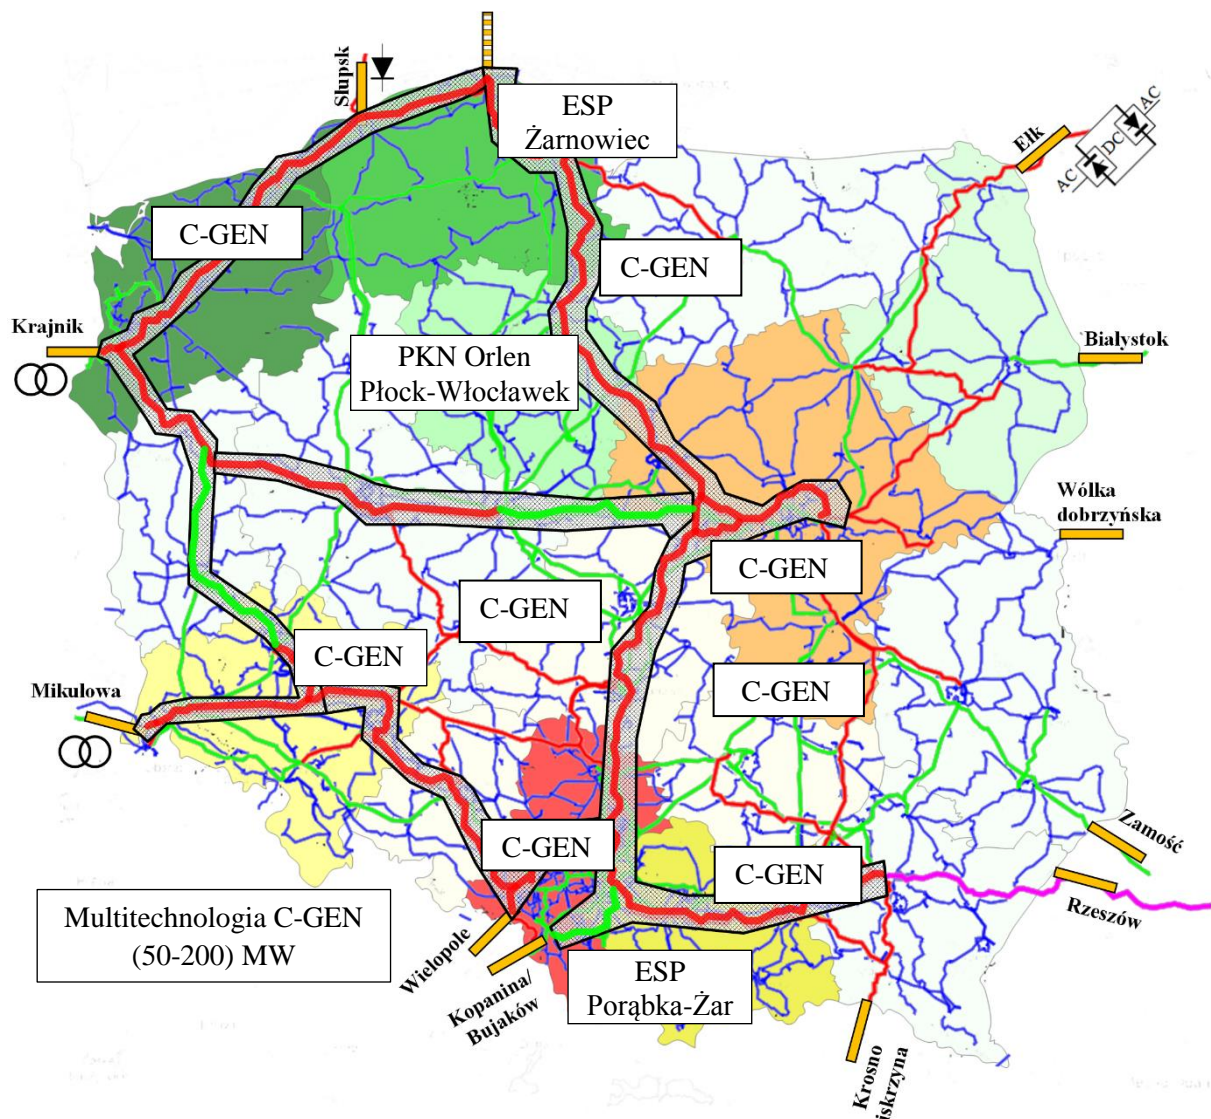 Słupsk
ESP
Żarnowiec
Ełk
AC
DC
AC
C-GEN
C-GEN
Krajnik
PKN Orlen
Płock-Włocławek
Białystok
Wólka
dobrzyńska
C-GEN
C-GEN
C-GEN
C-GEN
Mikułowa
C-GEN
C-GEN
Zamość
Rzeszów
Multitechnologia C-GEN
(50-200) MW
Wielopole
Kopanina/
Bujaków
ESP
Porąbka-Żar
Krosno
iskrzyna